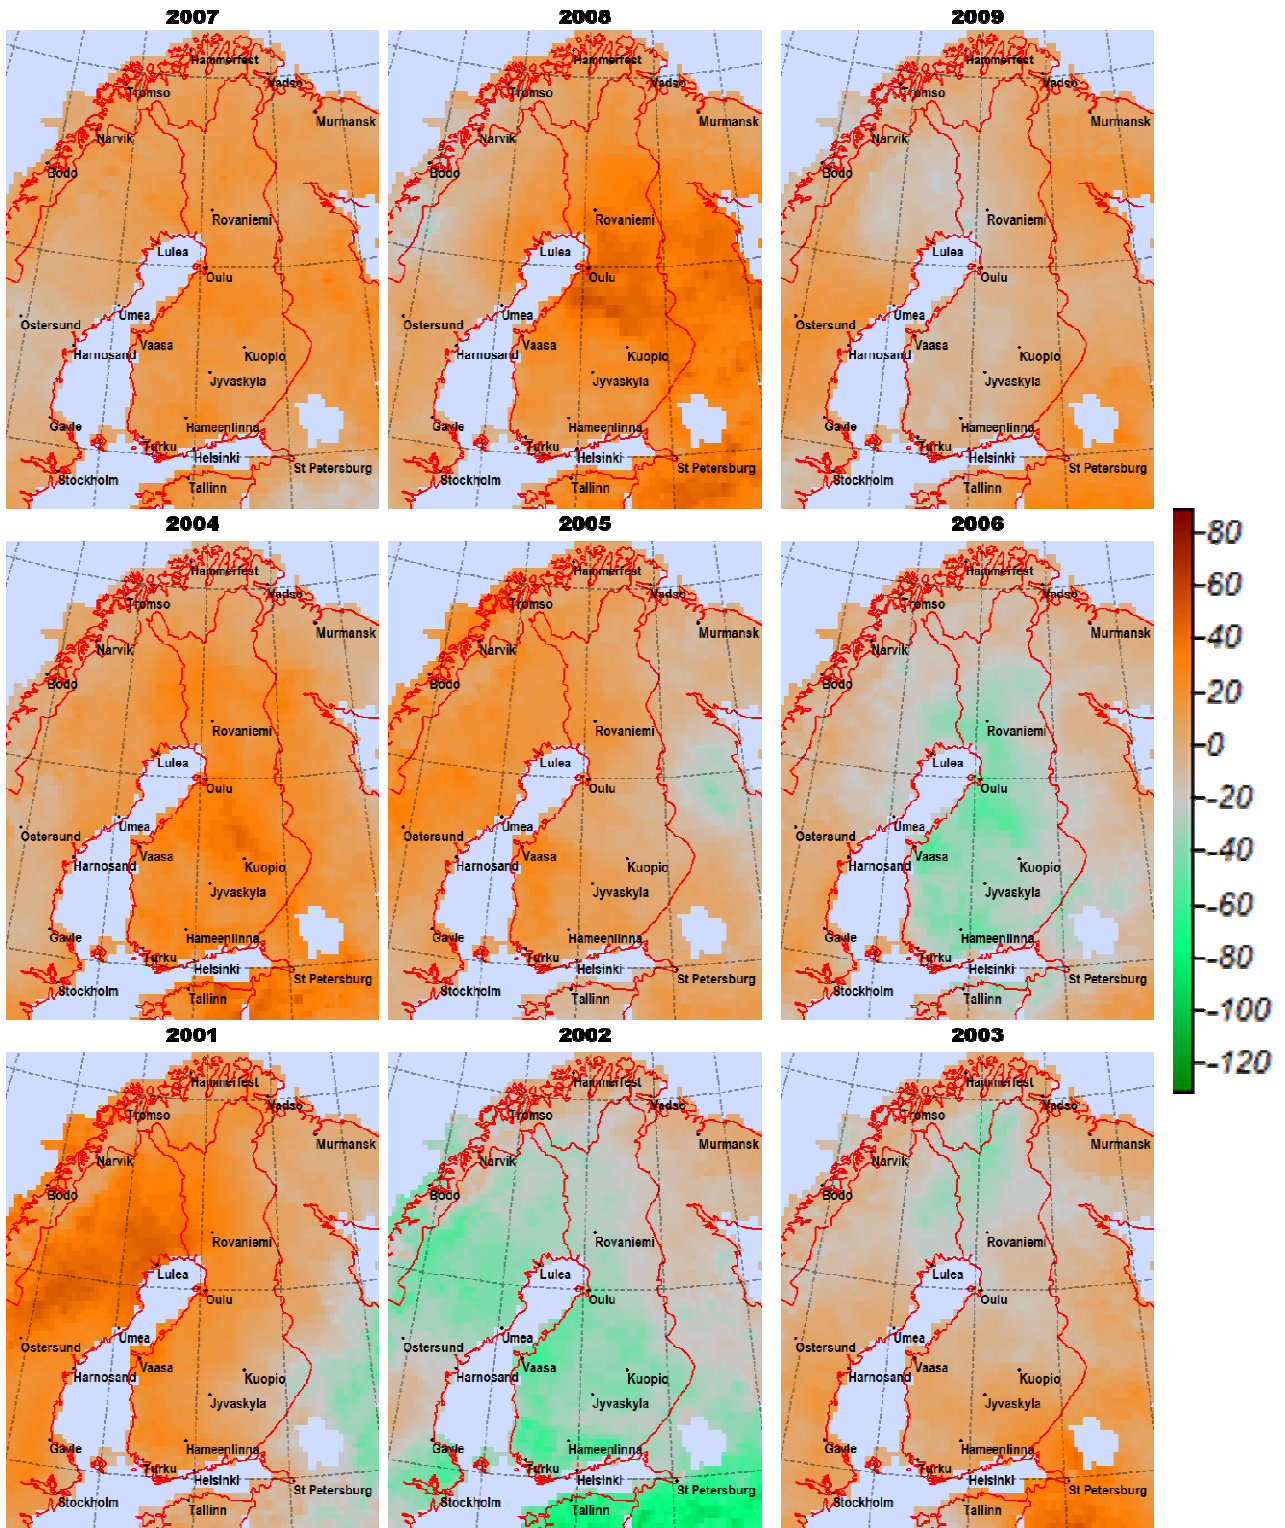 2007 2008 2009
Hammerfest Hammerfest Hammerfest
Vadso Vadso Vadso
Tromso Tromso Tromso
Murmansk Murmansk Murmansk
Narvik Narvik Narvik
Bodo Bodo Bodo
Rovaniemi Rovaniemi Rovaniemi
Lulea Lulea Lulea
Oulu Oulu Oulu
Umea Umea Umea
Ostersund Ostersund Ostersund
Vaasa Vaasa Vaasa
Harnosand Kuopio Harnosand Kuopio Harnosand Kuopio
Jyvaskyla Jyvaskyla Jyvaskyla
Gavle Hameenlinna Gavle Hameenlinna Gavle Hameenlinna
Turku Turku Turku
Helsinki Helsinki Helsinki
St Petersburg St Petersburg St Petersburg
Stockholm Tallinn Stockholm Tallinn Stockholm Tallinn
2004 2005 2006
Hammerfest Hammerfest Hammerfest
Vadso Vadso Vadso
Tromso Tromso Tromso
Murmansk Murmansk Murmansk
Narvik Narvik Narvik
Bodo Bodo Bodo
Rovaniemi Rovaniemi Rovaniemi
Lulea Lulea Lulea
Oulu Oulu Oulu
Umea Umea Umea
Ostersund Ostersund Ostersund
Vaasa Vaasa Vaasa
Harnosand Kuopio Harnosand Kuopio Harnosand Kuopio
Jyvaskyla Jyvaskyla Jyvaskyla
Gavle Hameenlinna Gavle Hameenlinna Gavle Hameenlinna
Turku Turku Turku
Helsinki Helsinki Helsinki
St Petersburg St Petersburg St Petersburg
Stockholm Tallinn Stockholm Tallinn Stockholm Tallinn
2001 2002 2003
Hammerfest Hammerfest Hammerfest
Vadso Vadso Vadso
Tromso Tromso Tromso
Murmansk Murmansk Murmansk
Narvik Narvik Narvik
Bodo Bodo Bodo
Rovaniemi Rovaniemi Rovaniemi
Lulea Lulea Lulea
Oulu Oulu Oulu
Umea Umea Umea
Ostersund Ostersund Ostersund
Vaasa Vaasa Vaasa
Harnosand Kuopio Harnosand Kuopio Harnosand Kuopio
Jyvaskyla Jyvaskyla Jyvaskyla
Gavle Hameenlinna Gavle Hameenlinna Gavle Hameenlinna
Turku Turku Turku
Helsinki Helsinki Helsinki
St Petersburg St Petersburg St Petersburg
Stockholm Tallinn Stockholm Tallinn Stockholm Tallinn
80
60
40
20
0
-20
-40
-60
-80
-100
-120